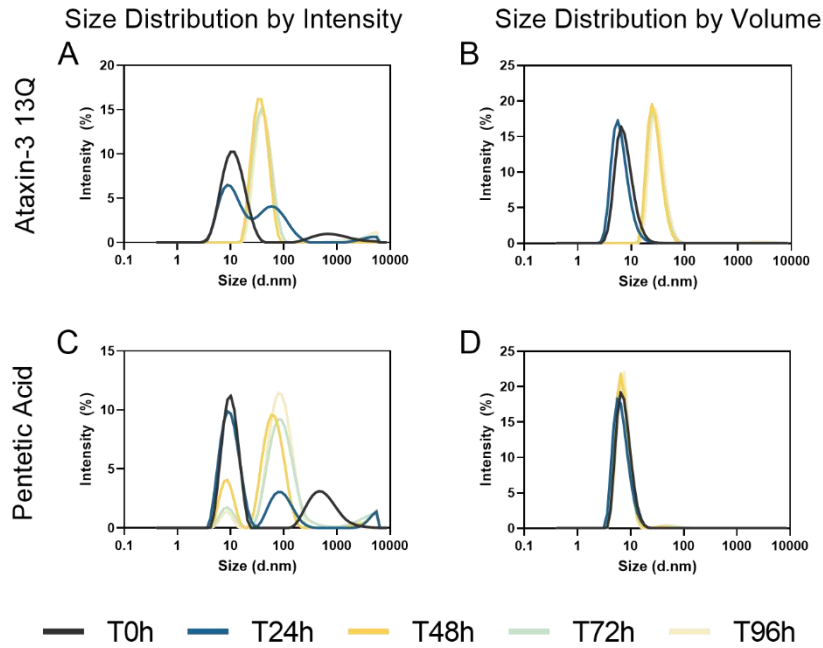 Size Distribution by Intensity
Size Distribution by Volume
Ataxin-3 13Q
A
20
15
10
5
0
Intensity (%)
0.1 1 10 100 1000 10000
Size (d.nm)
B
25
20
15
10
5
0
Intensity (%)
0.1 1 10 100 1000 10000
Size (d.nm)
Pentetic Acid
C
15
10
5
0
Intensity (%)
0.1 1 10 100 1000 10000
Size (d.nm)
D
25
20
15
10
5
0
Intensity (%)
0.1 1 10 100 1000 10000
Size (d.nm)
T0h T24h T48h T72h T96h